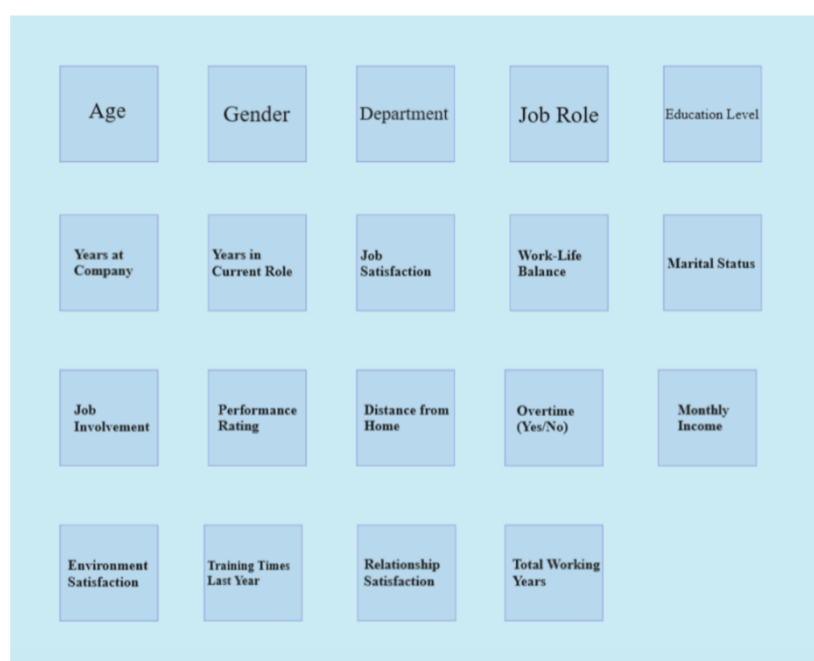 Age
Gender
Department
Job Role
Education Level
Years at
Company
Years in
Current Role
Job
Satisfaction
Work-Life
Balance
Marital Status
Job
Involvement
Performance
Rating
Distance from
Home
Overtime
(Yes/No)
Monthly
Income
Environment
Satisfaction
Training Times
Last Year
Relationship
Satisfaction
Total Working
Years